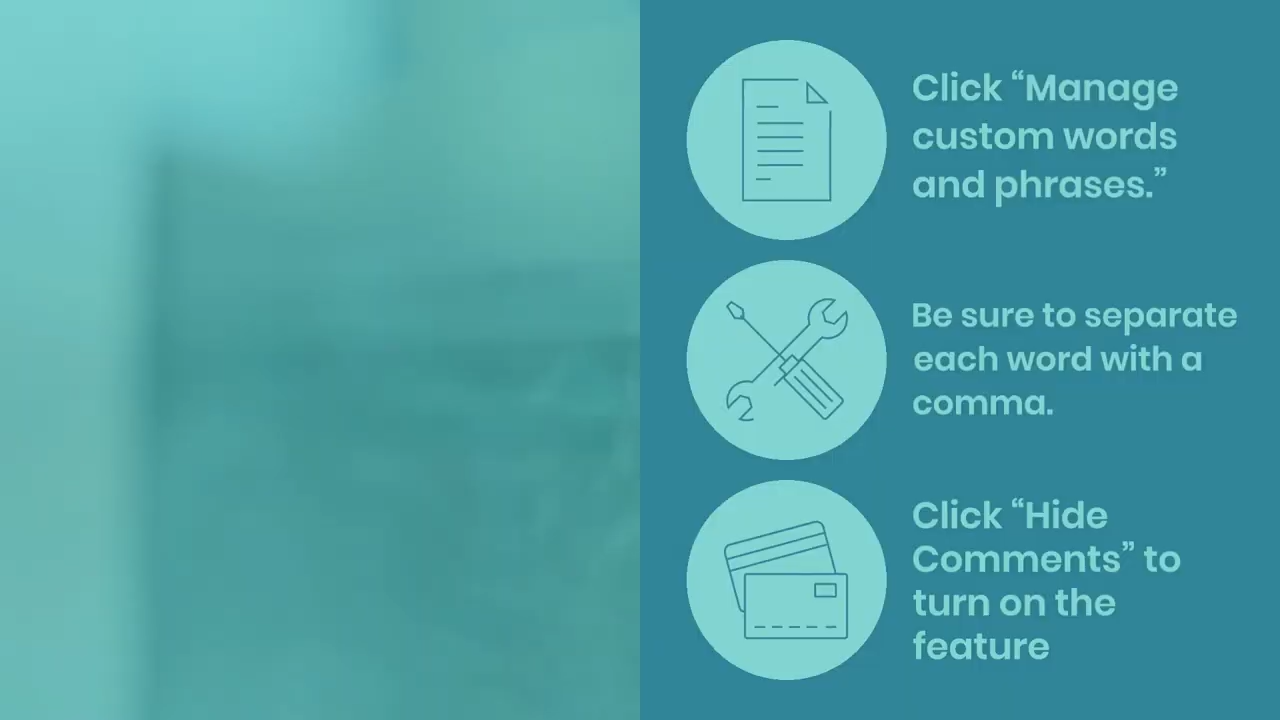 Click “Manage
custom words
and phrases.”
Be sure to separate
each word with a
comma.
Click “Hide
Comments” to
turn on the
feature